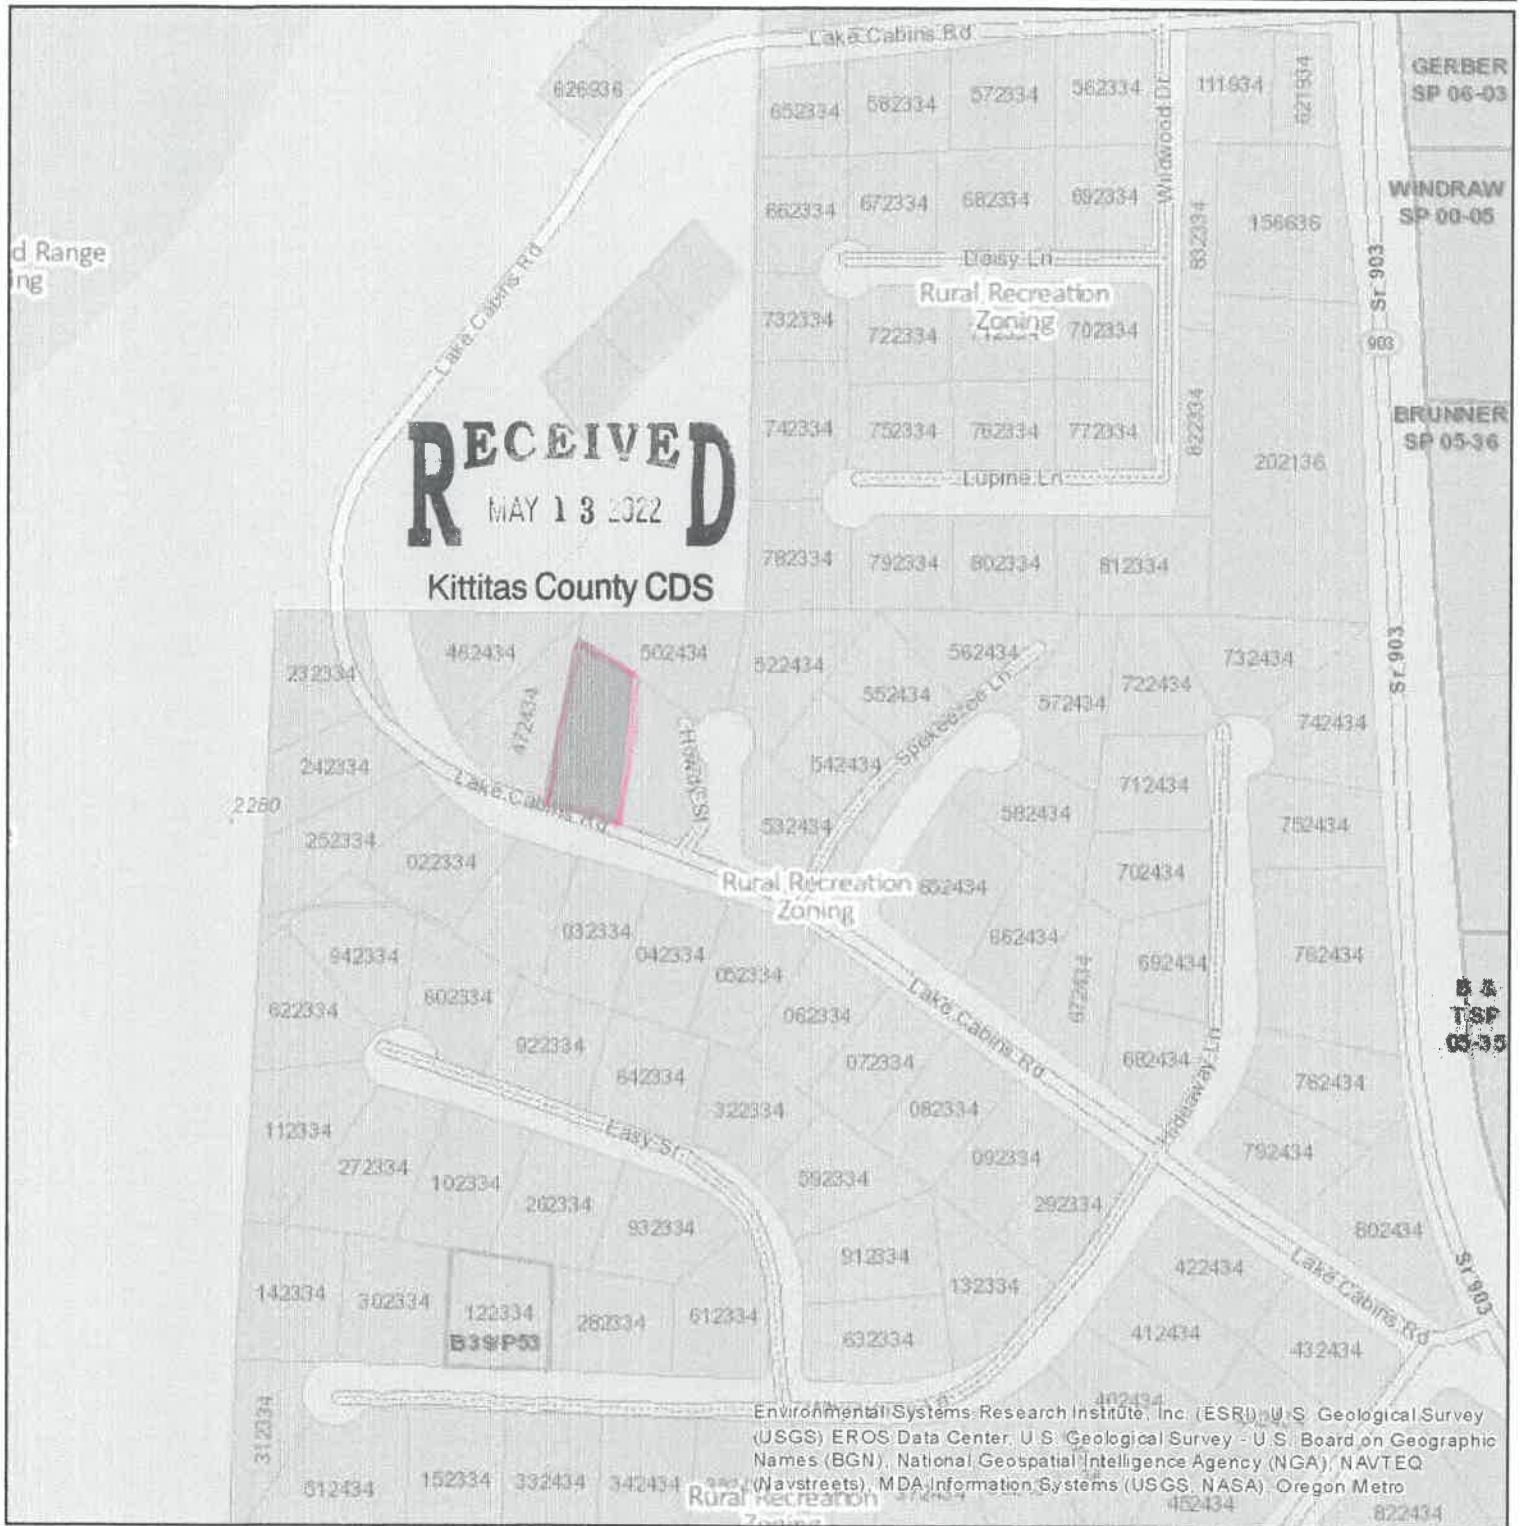 Lake Cabins Rd
GERBER
SP 06-03
626936
652334
582334
572334
562334
Wildwood Dr
111934
621934
WINDRAW
SP 00-05
662334
672334
682334
692334
832334
156636
d Range
ing
Lake Cabins Rd
Daisy Ln
Sr 903
Rural Recreation
Zoning
732334
722334
702334
903
RECEIVED
MAY 13 2022
Kittitas County CDS
742334
752334
762334
772334
822334
BRUNNER
SP 05-36
202136
Lupine Ln
782334
792334
802334
812334
232334
462434
472434
502434
522434
562434
552434
Spokeezee Ln
572434
722434
732434
Sr 903
742434
242334
542434
712434
2280
Lake Cabins Rd
252334
022334
532434
582434
752434
702434
Rural Recreation
Zoning
652434
032334
042334
052334
662434
672434
692434
762434
942334
622334
602334
062334
Lake Cabins Rd
B &
TSP
05-35
022334
642334
072334
682434
Hideaway Ln
762434
322334
082334
112334
Easy St
272334
102334
592334
092334
792434
262334
932334
292334
802434
912334
422434
Lake Cabins Rd
Sr 903
142334
302334
122334
B39/P53
282334
612334
132334
632334
412434
432434
402434
312334
Environmental Systems Research Institute, Inc. (ESRI), U.S. Geological Survey
(USGS) EROS Data Center, U.S. Geological Survey - U.S. Board on Geographic
Names (BGN), National Geospatial Intelligence Agency (NGA), NAVTEQ
(Navstreets), MDA Information Systems (USGS, NASA), Oregon Metro
512434
152334
332434
342434
Rural Recreation
Zoning
452434
822434